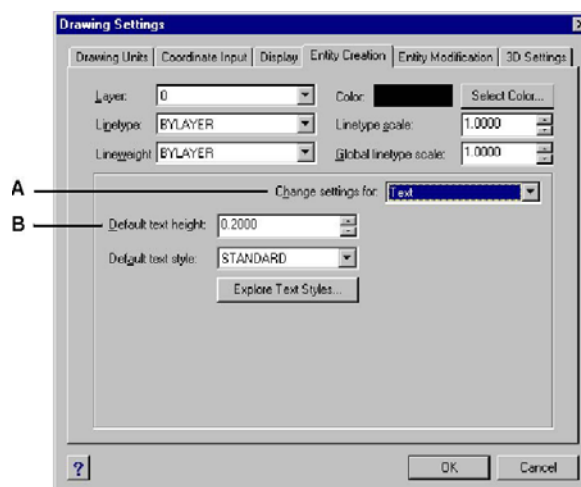 Drawing Settings
Drawing Units Coordinate Input Display Entity Creation Entity Modification 3D Settings
Layer: 0 Color: Select Color...
Linetype: BYLAYER Linetype scale: 1.0000
Lineweight BYLAYER Global linetype scale: 1.0000
A Change settings for: Text
B Default text height: 0.2000
Default text style: STANDARD
Explore Text Styles...
? OK Cancel